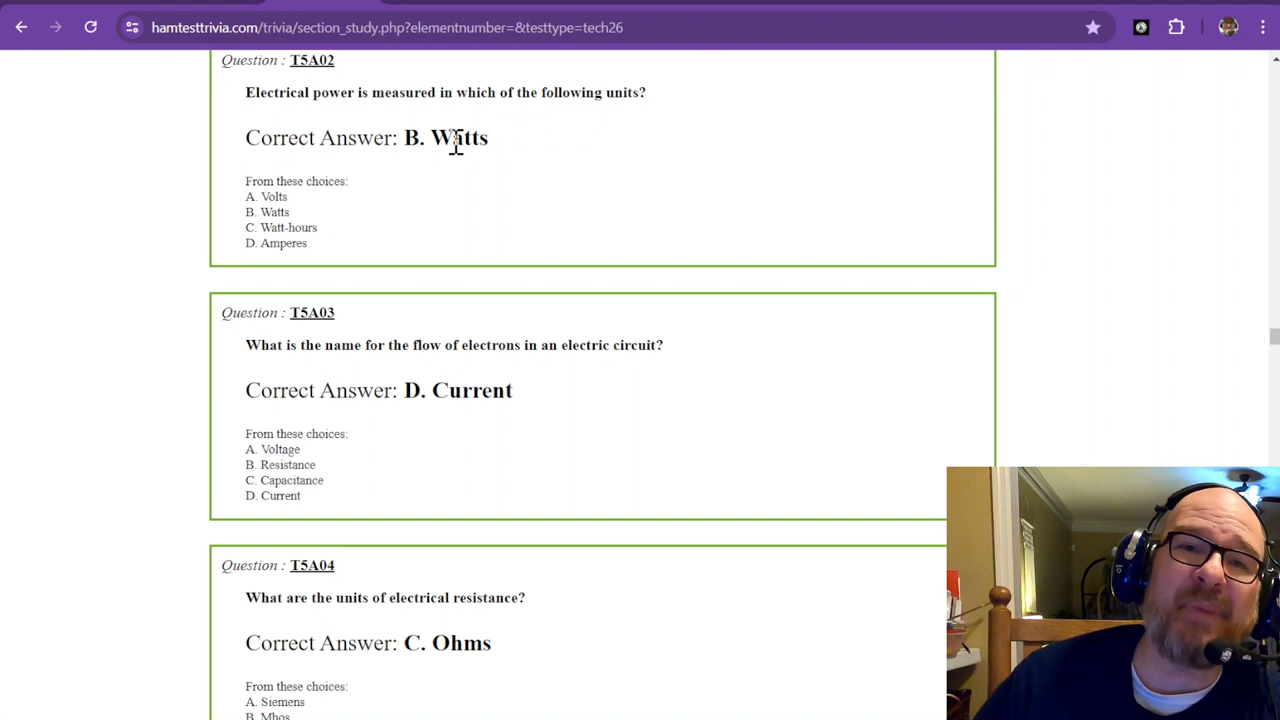 hamtesttrivia.com/trivia/section_study.php?elementnumber=&testtype=tech26
Question : T5A02
Electrical power is measured in which of the following units?
Correct Answer: B. Watts
From these choices:
A. Volts
B. Watts
C. Watt-hours
D. Amperes
Question : T5A03
What is the name for the flow of electrons in an electric circuit?
Correct Answer: D. Current
From these choices:
A. Voltage
B. Resistance
C. Capacitance
D. Current
Question : T5A04
What are the units of electrical resistance?
Correct Answer: C. Ohms
From these choices:
A. Siemens
B. Mhos